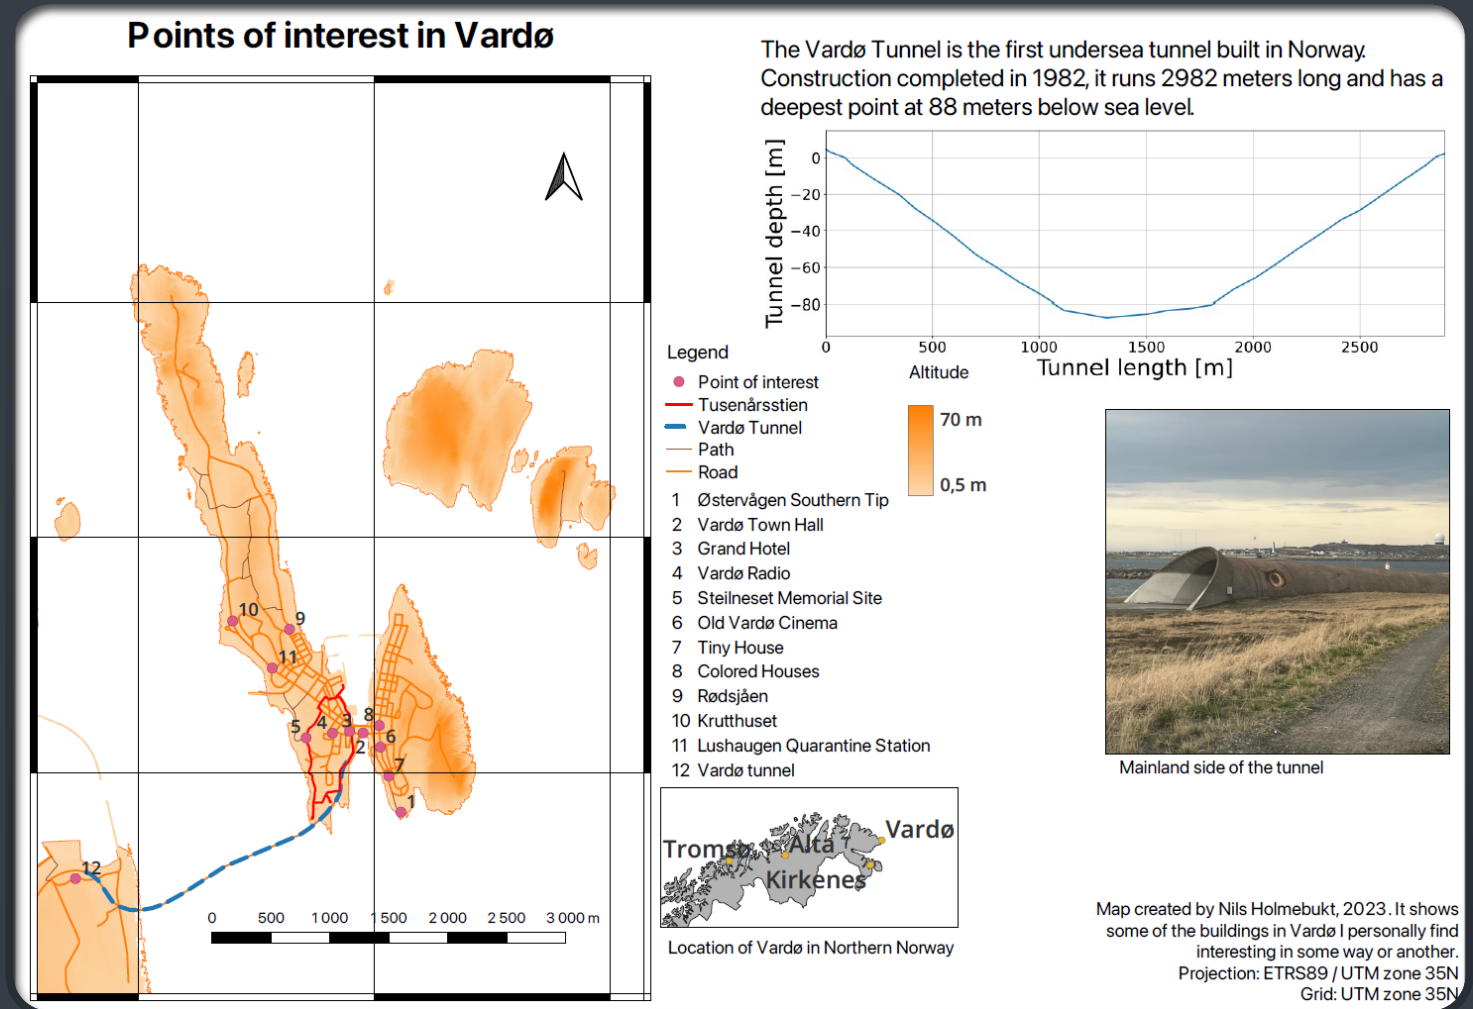 Points of interest in Vardø
The Vardø Tunnel is the first undersea tunnel built in Norway.
Construction completed in 1982, it runs 2982 meters long and has a
deepest point at 88 meters below sea level.
Tunnel depth [m]
0
−20
−40
−60
−80
0 500 1000 1500 2000 2500
Tunnel length [m]
Legend
Point of interest
Tusenårsstien
Vardø Tunnel
Path
Road
Altitude
70 m
0,5 m
1 Østervågen Southern Tip
2 Vardø Town Hall
3 Grand Hotel
4 Vardø Radio
5 Steilneset Memorial Site
6 Old Vardø Cinema
7 Tiny House
8 Colored Houses
9 Rødsjåen
10 Krutthuset
11 Lushaugen Quarantine Station
12 Vardø tunnel
10
9
11
5
4
3
8
2
6
7
1
12
0 500 1 000 1 500 2 000 2 500 3 000 m
Mainland side of the tunnel
Vardø
Tromsø
Alta
Kirkenes
Location of Vardø in Northern Norway
Map created by Nils Holmebukt, 2023. It shows
some of the buildings in Vardø I personally find
interesting in some way or another.
Projection: ETRS89 / UTM zone 35N
Grid: UTM zone 35N